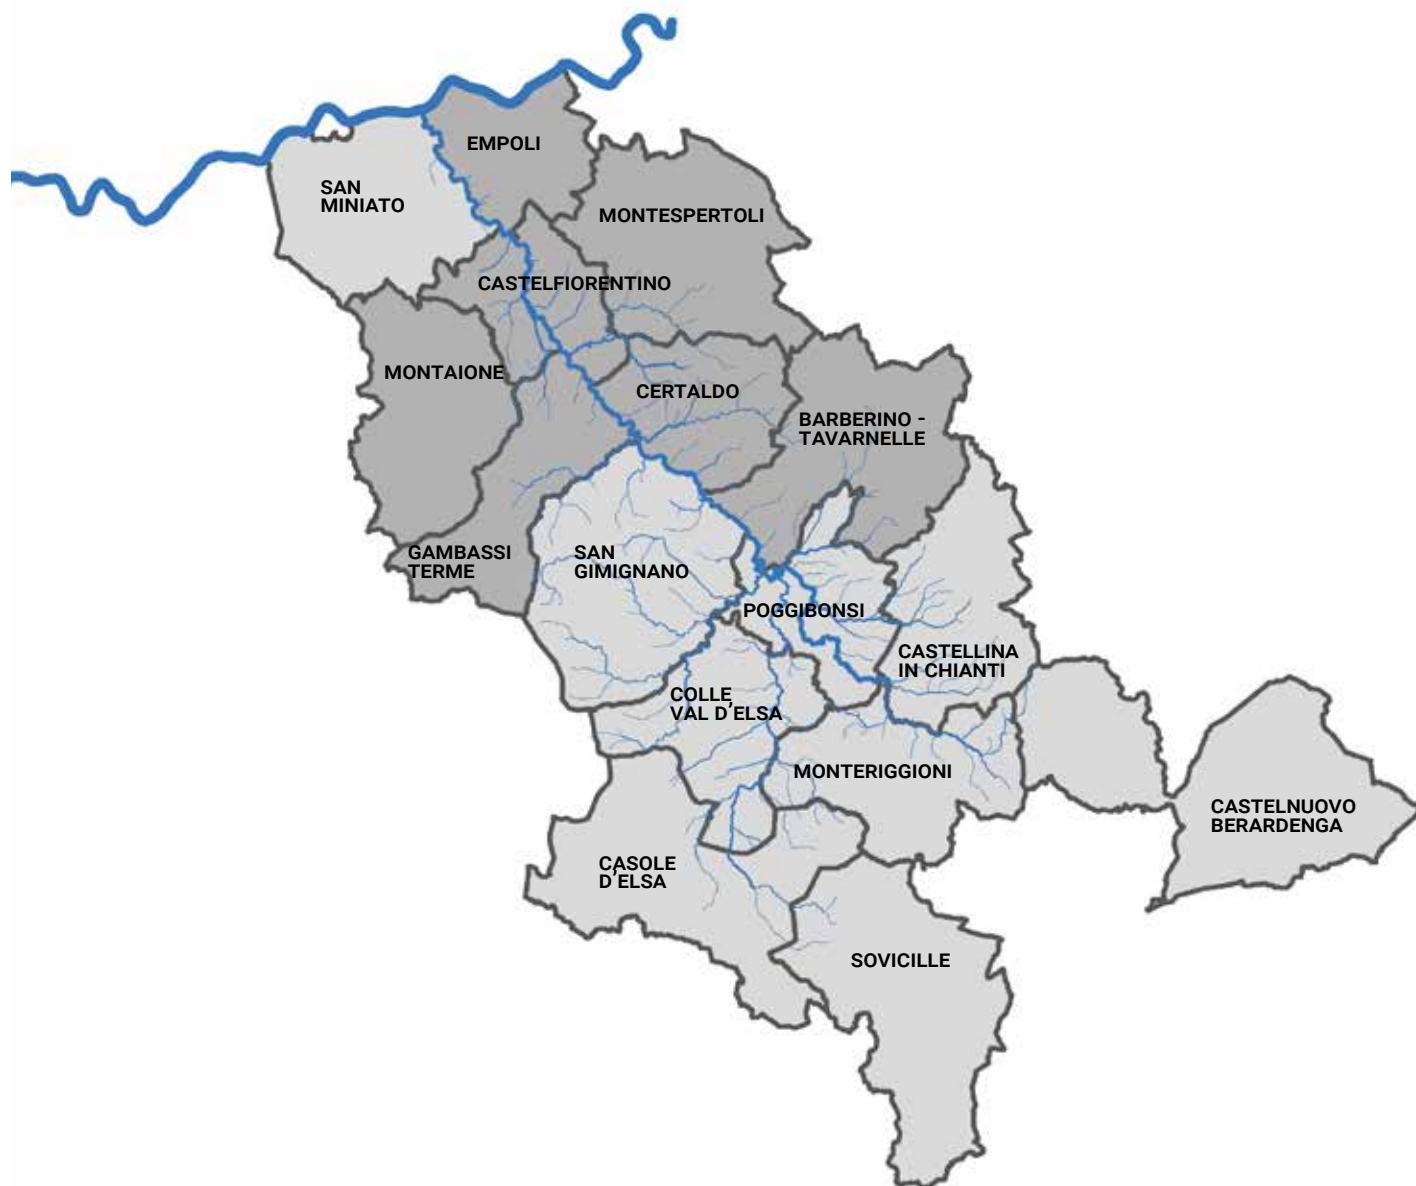 EMPOLI
SAN
MINIATO
MONTESPERTOLI
CASTELFIORENTINO
MONTAIONE
CERTALDO
BARBERINO -
TAVARNELLE
GAMBASSI
TERME
SAN
GIMIGNANO
POGGIBONSI
CASTELLINA
IN CHIANTI
COLLE
VAL D'ELSA
MONTERIGGIONI
CASTELNUOVO
BERARDENGA
CASOLE
D'ELSA
SOVICILLE